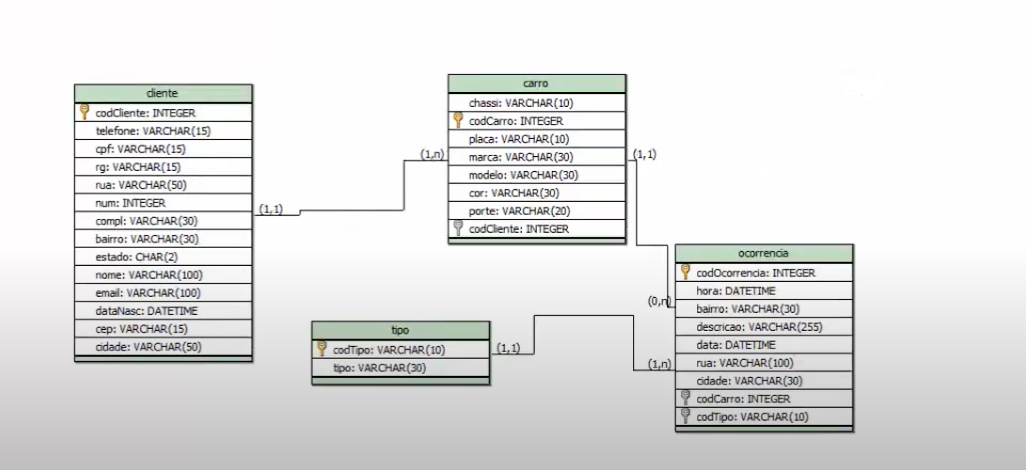 cliente
codCliente: INTEGER
telefone: VARCHAR(15)
cpf: VARCHAR(15)
rg: VARCHAR(15)
rua: VARCHAR(50)
num: INTEGER
compl: VARCHAR(30)
bairro: VARCHAR(30)
estado: CHAR(2)
nome: VARCHAR(100)
email: VARCHAR(100)
dataNasc: DATETIME
cep: VARCHAR(15)
cidade: VARCHAR(50)
(1,1)
(1,n)
carro
chassi: VARCHAR(10)
codCarro: INTEGER
placa: VARCHAR(10)
marca: VARCHAR(30)
modelo: VARCHAR(30)
cor: VARCHAR(30)
porte: VARCHAR(20)
codCliente: INTEGER
(1,1)
(0,n)
tipo
codTipo: VARCHAR(10)
tipo: VARCHAR(30)
(1,1)
(1,n)
ocorrencia
codOcorrencia: INTEGER
hora: DATETIME
bairro: VARCHAR(30)
descricao: VARCHAR(255)
data: DATETIME
rua: VARCHAR(100)
cidade: VARCHAR(30)
codCarro: INTEGER
codTipo: VARCHAR(10)